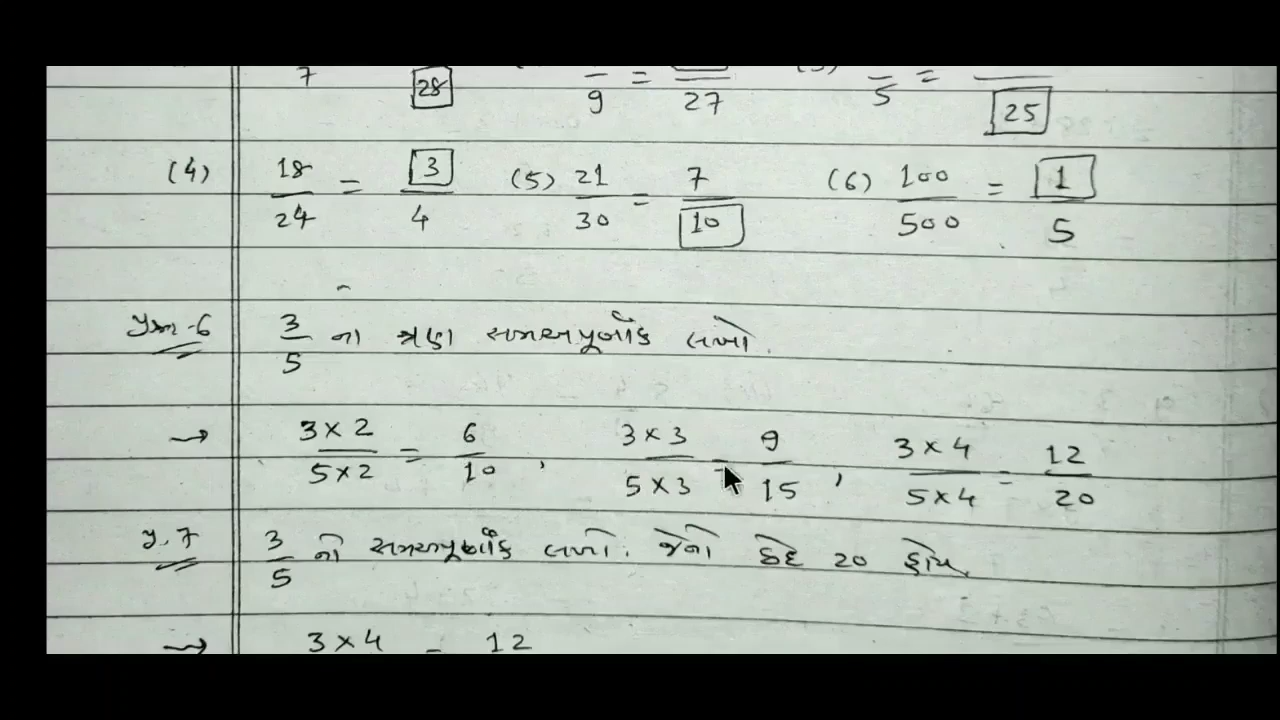 7 [28] 9 = 27 5 = [25]
(4) 18/24 = [3]/4 (5) 21/30 = 7/[10] (6) 100/500 = [1]/5
પ્રશ્ન-6 3/5 ના ત્રણ સમઅપૂર્ણાંક લખો.
→ 3×2/5×2 = 6/10 , 3×3/5×3 = 9/15 , 3×4/5×4 = 12/20
પ્ર.7 3/5 નો સમઅપૂર્ણાંક લખો. જેનો છેદ 20 હોય.
→ 3×4 = 12